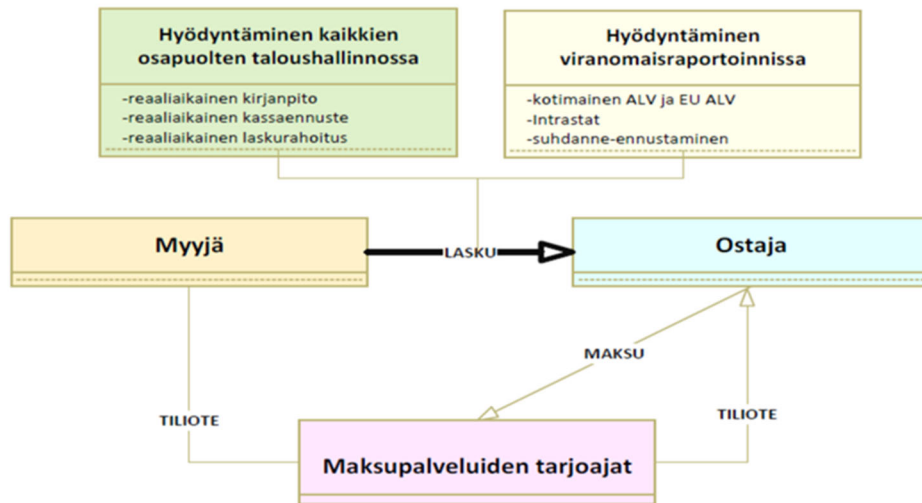 Hyödyntäminen kaikkien
osapuolten taloushallinnossa
-reaaliaikainen kirjanpito
-reaaliaikainen kassaennuste
-reaaliaikainen laskurahoitus
Hyödyntäminen
viranomaisraportoinnissa
-kotimainen ALV ja EU ALV
-Intrastat
-suhdanne-ennustaminen
Myyjä
LASKU
Ostaja
MAKSU
TILIOTE
TILIOTE
Maksupalveluiden tarjoajat